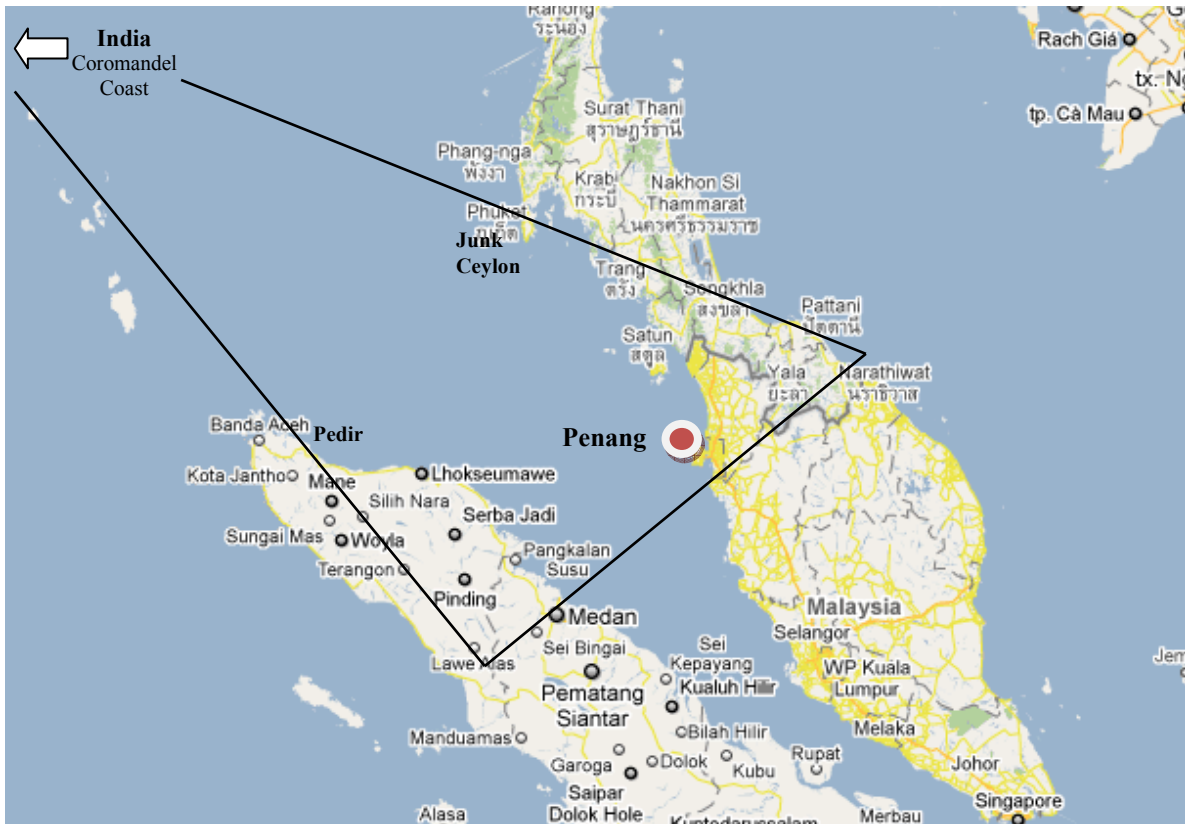 Ranong
ระนอง
India
Coromandel
Coast
Rach Giá
tx. Ng
tp. Cà Mau
Surat Thani
สุราษฎร์ธานี
Phang-nga
พังงา
Krabi
กระบี่
Nakhon Si
Thammarat
นครศรีธรรมราช
Phuket
ภูเก็ต
Junk
Ceylon
Trang
ตรัง
Songkhla
สงขลา
Pattani
ปัตตานี
Satun
สตูล
Yala
ยะลา
Narathiwat
นราธิวาส
Banda Aceh
Pedir
Penang
Kota Jantho
Lhokseumawe
Mane
Silih Nara
Serba Jadi
Sungai Mas
Woyla
Pangkalan
Susu
Terangon
Pinding
Medan
Malaysia
Lawe Alas
Sei Bingai
Sei
Kepayang
Selangor
WP Kuala
Lumpur
Pematang
Siantar
Kualuh Hilir
Manduamas
Bilah Hilir
Melaka
Garoga
Dolok
Kubu
Rupat
Johor
Saipar
Dolok Hole
Singapore
Alasa
Merbau
Jem